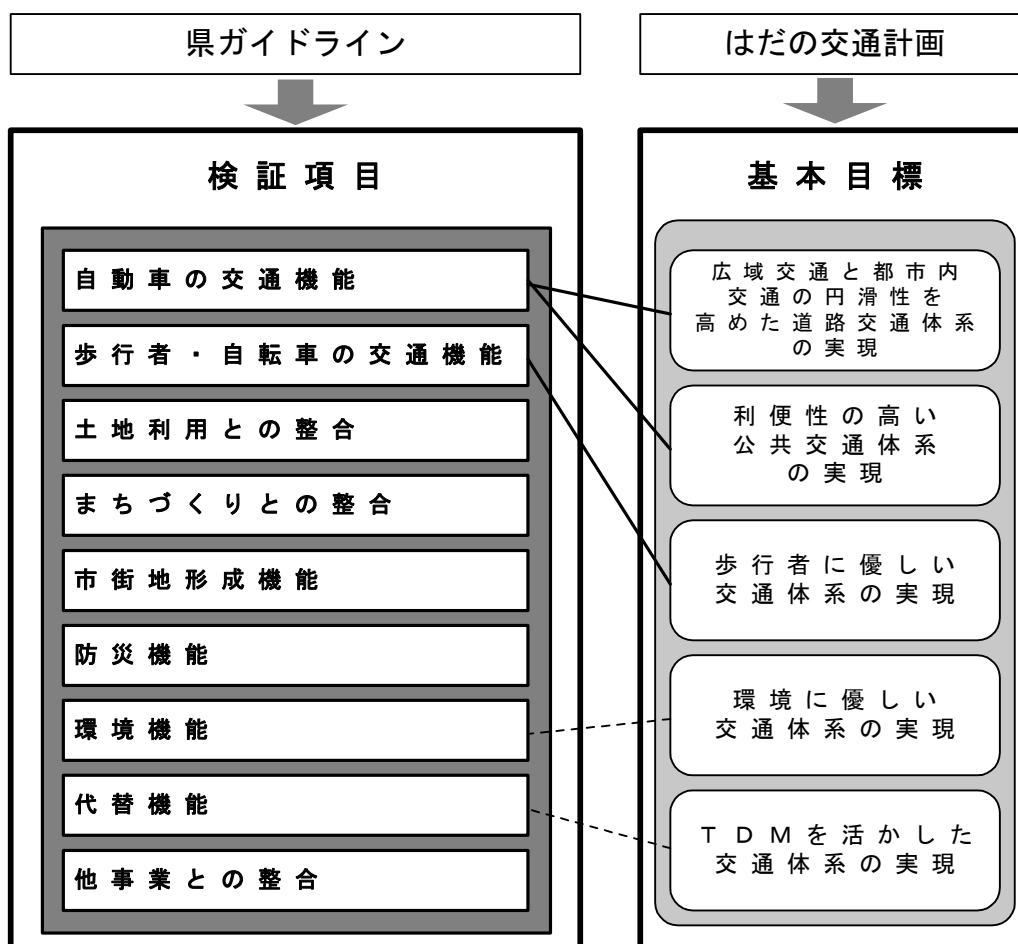 県ガイドライン
はだの交通計画
検証項目
自動車の交通機能
歩行者・自転車の交通機能
土地利用との整合
まちづくりとの整合
市街地形成機能
防災機能
環境機能
代替機能
他事業との整合
基本目標
広域交通と都市内
交通の円滑性を
高めた道路交通体系
の実現
利便性の高い
公共交通体系
の実現
歩行者に優しい
交通体系の実現
環境に優しい
交通体系の実現
ＴＤＭを活かした
交通体系の実現